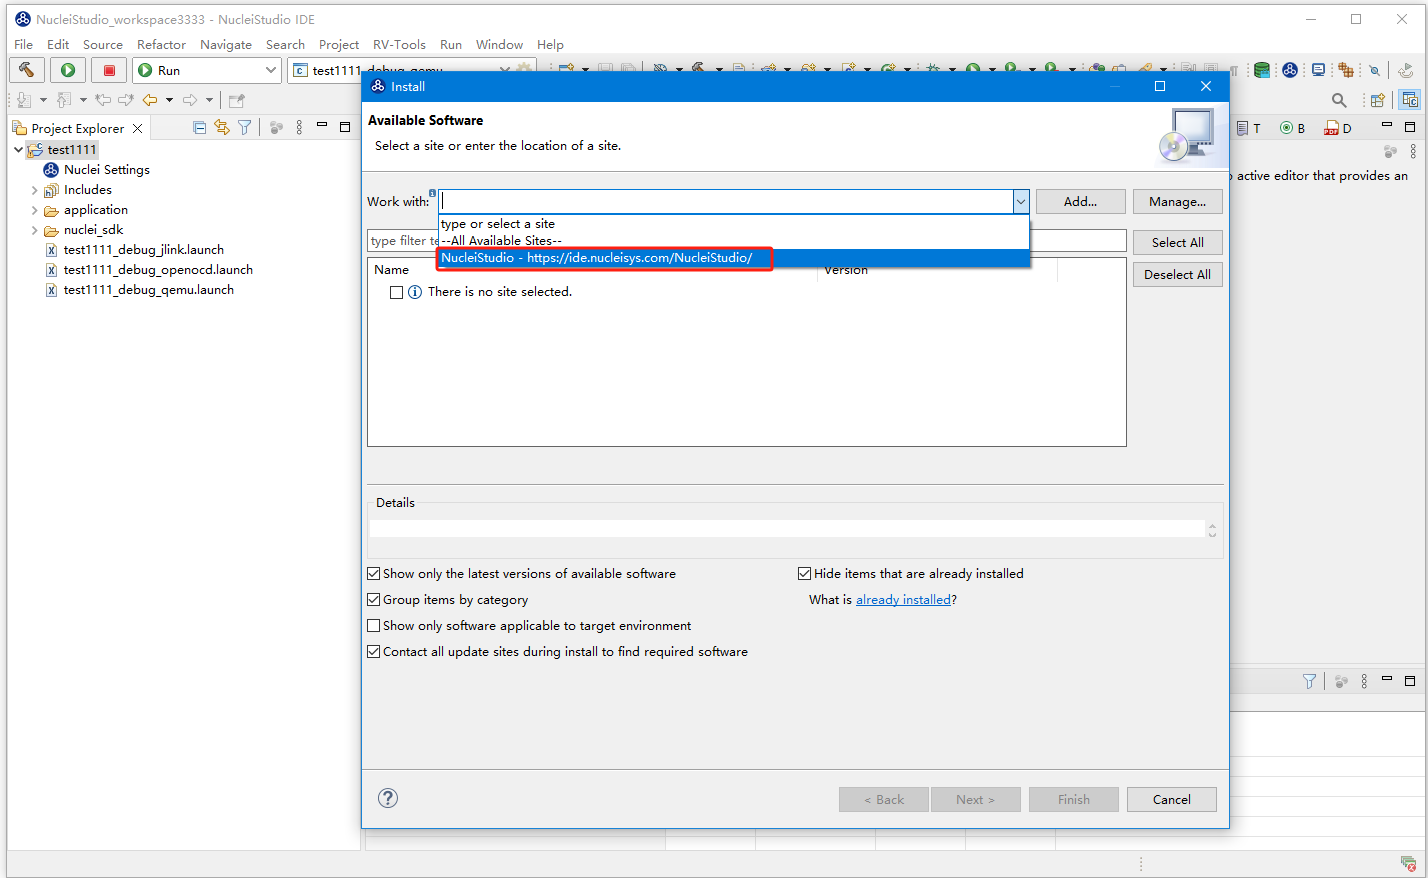 NucleiStudio_workspace3333 - NucleiStudio IDE
File Edit Source Refactor Navigate Search Project RV-Tools Run Window Help
Run
test1111_debug_qemu
Project Explorer
test1111
Nuclei Settings
Includes
application
nuclei_sdk
test1111_debug_jlink.launch
test1111_debug_openocd.launch
test1111_debug_qemu.launch
Install
Available Software
Select a site or enter the location of a site.
Work with:
Add...
Manage...
type or select a site
--All Available Sites--
NucleiStudio - https://ide.nucleisys.com/NucleiStudio/
type filter te
Select All
Deselect All
Name
Version
There is no site selected.
Details
Show only the latest versions of available software
Hide items that are already installed
Group items by category
What is already installed?
Show only software applicable to target environment
Contact all update sites during install to find required software
< Back
Next >
Finish
Cancel
T
B
PDF D
active editor that provides an